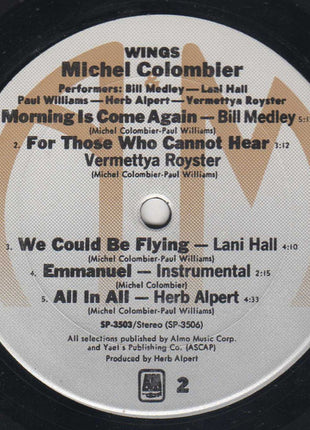 WINGS
Michel Colombier
Performers: Bill Medley—Lani Hall
Paul Williams—Herb Alpert—Vermettya Royster
Morning Is Come Again — Bill Medley 5:
(Michel Colombier-Paul Williams)
2. For Those Who Cannot Hear 3:12
Vermettya Royster
(Michel Colombier-Paul Williams)
3. We Could Be Flying — Lani Hall 4:10
(Michel Colombier-Paul Williams)
4. Emmanuel — Instrumental 2:15
(Michel Colombier)
5. All In All — Herb Alpert 4:33
(Michel Colombier-Paul Williams)
SP-3503/Stereo (SP-3506)
All selections published by Almo Music Corp.
and Yael's Publishing Co. (ASCAP)
Produced by Herb Alpert
A&M 2